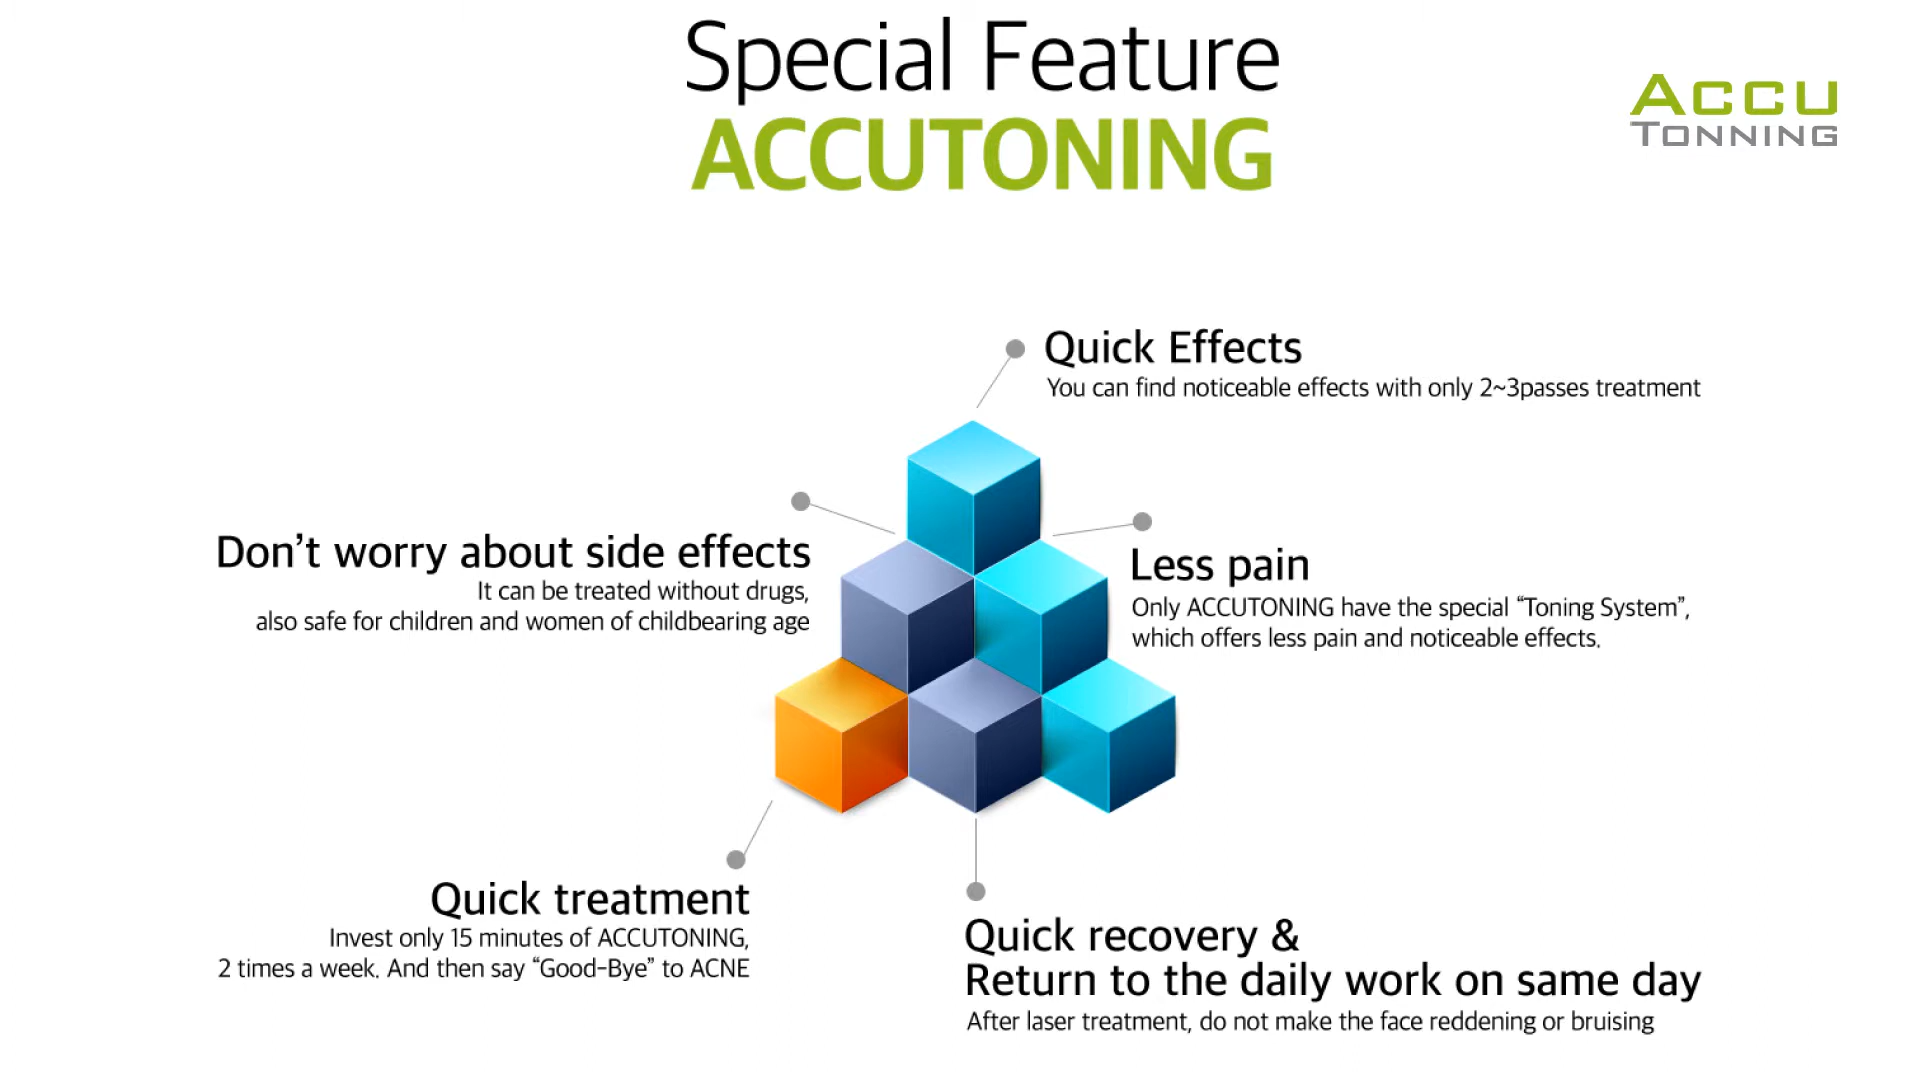 Special Feature
ACCUTONING
ACCU
TONNING
Quick Effects
You can find noticeable effects with only 2~3passes treatment
Don't worry about side effects
It can be treated without drugs,
also safe for children and women of childbearing age
Less pain
Only ACCUTONING have the special “Toning System”,
which offers less pain and noticeable effects.
Quick treatment
Invest only 15 minutes of ACCUTONING,
2 times a week. And then say “Good-Bye” to ACNE
Quick recovery &
Return to the daily work on same day
After laser treatment, do not make the face reddening or bruising